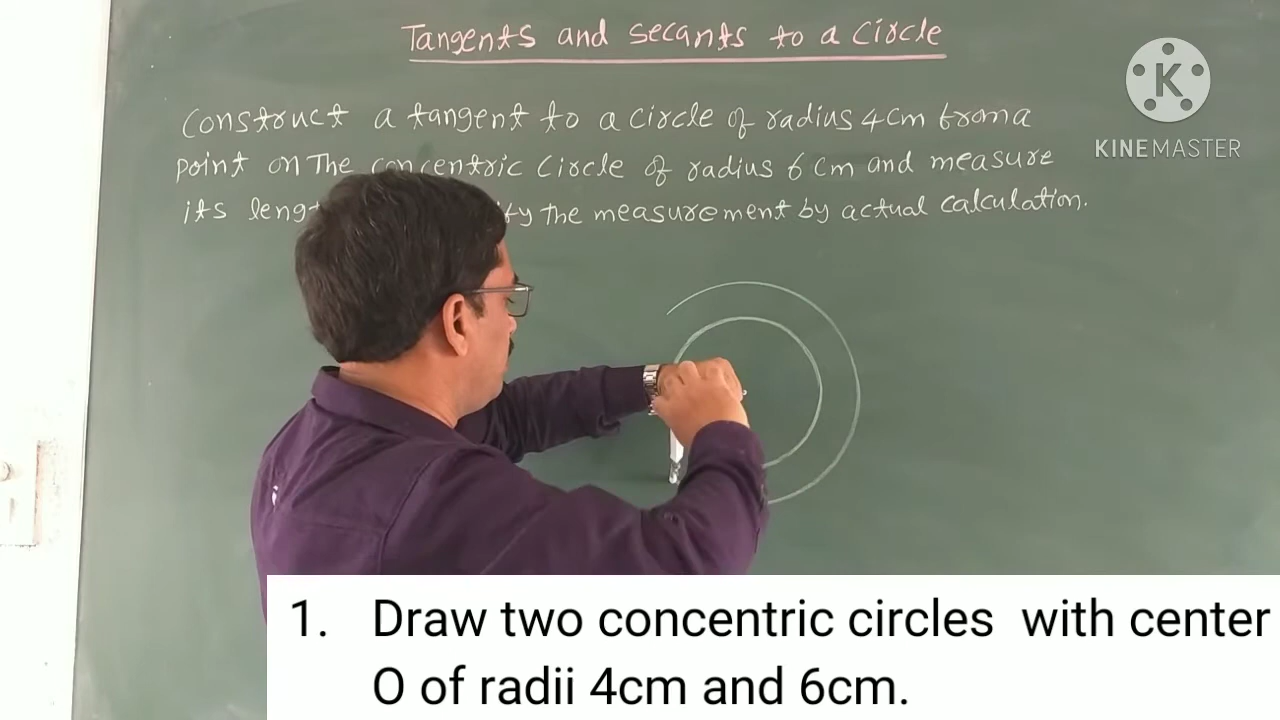 Tangents and secants to a circle
K
KINEMASTER
Construct a tangent to a circle of radius 4cm from a
point on The concentric circle of radius 6cm and measure
its the measurement by actual calculation.
1. Draw two concentric circles with center
O of radii 4cm and 6cm.